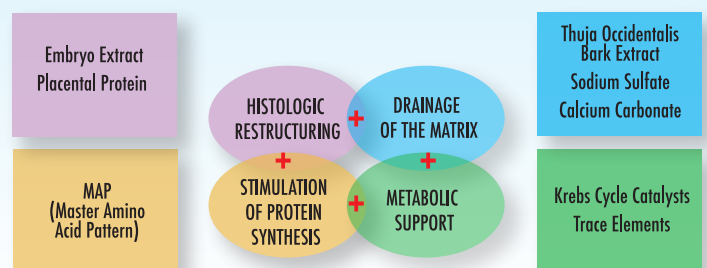 Embryo Extract
Placental Protein
HISTOLOGIC
RESTRUCTURING
+
DRAINAGE
OF THE MATRIX
Thuja Occidentalis
Bark Extract
Sodium Sulfate
Calcium Carbonate
+
+
MAP
(Master Amino
Acid Pattern)
STIMULATION
OF PROTEIN
SYNTHESIS
+
METABOLIC
SUPPORT
Krebs Cycle Catalysts
Trace Elements